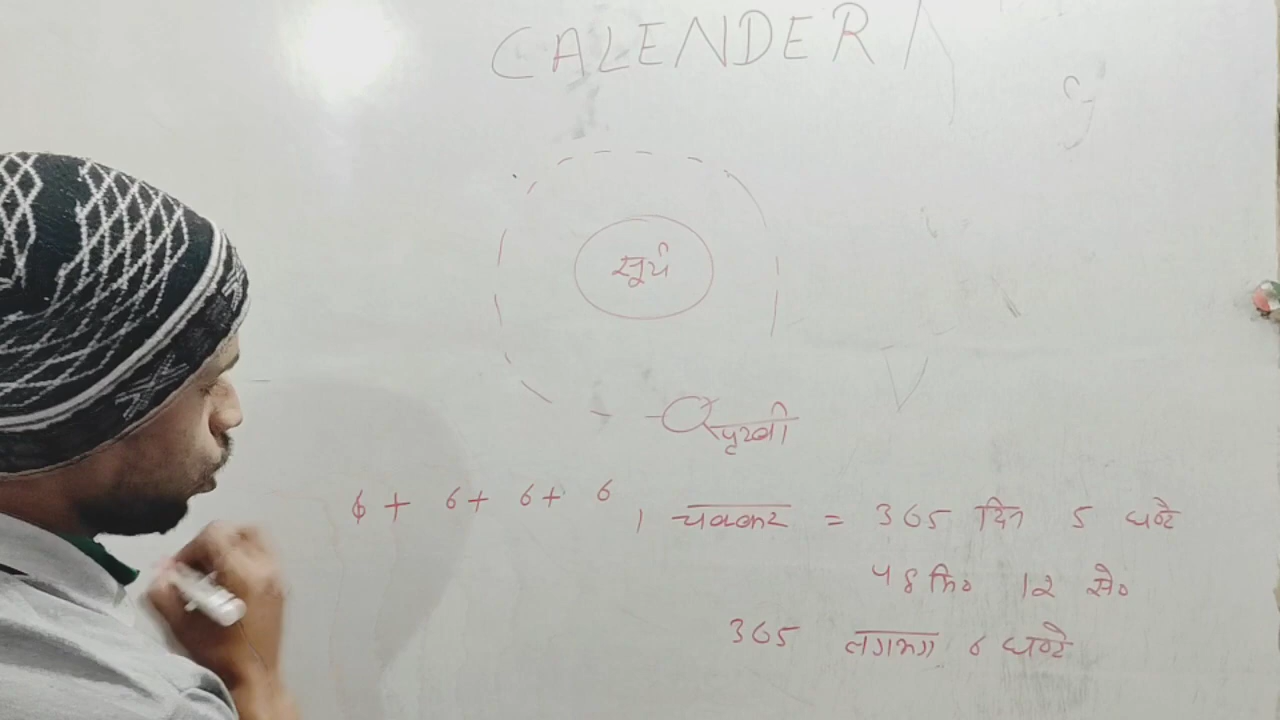 CALENDER
सूर्य
पृथ्वी
6 + 6 + 6 + 6
1 चक्कर = 365 दिन 5 घण्टे
48 मि० 12 से०
365 लगभग 6 घण्टे